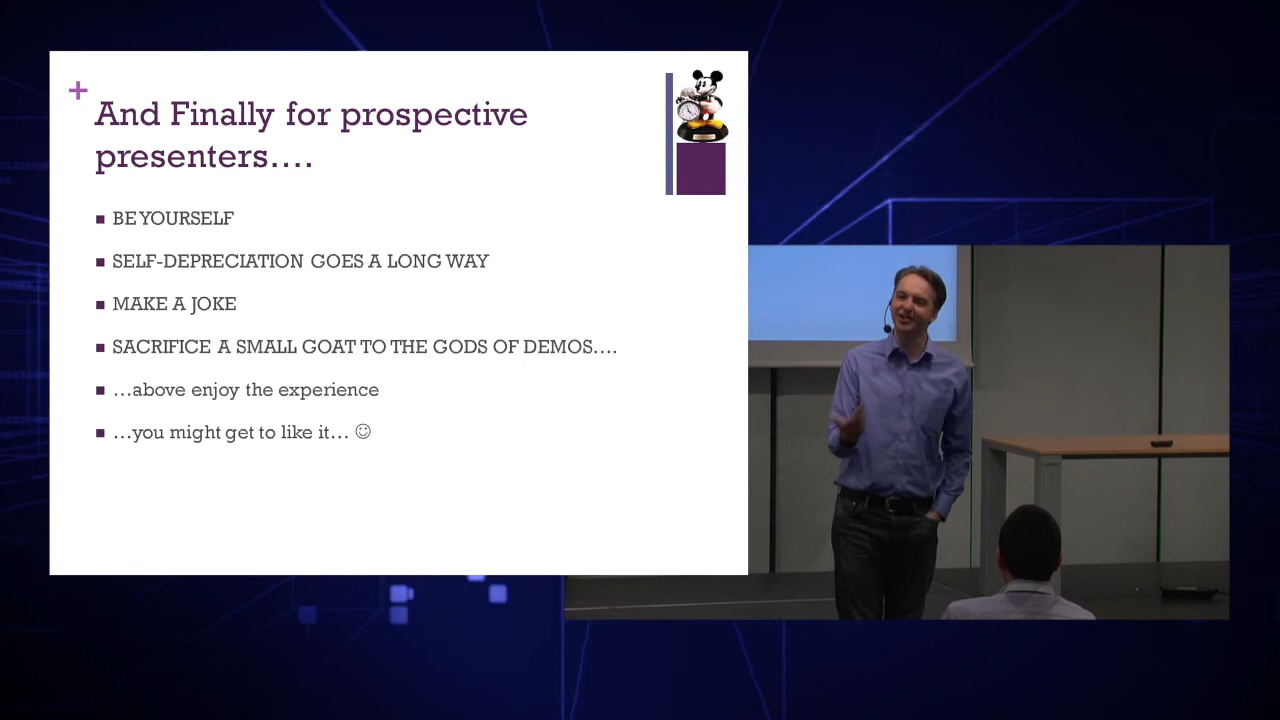 +
And Finally for prospective
presenters....
BE YOURSELF
SELF-DEPRECIATION GOES A LONG WAY
MAKE A JOKE
SACRIFICE A SMALL GOAT TO THE GODS OF DEMOS....
...above enjoy the experience
...you might get to like it... ☺